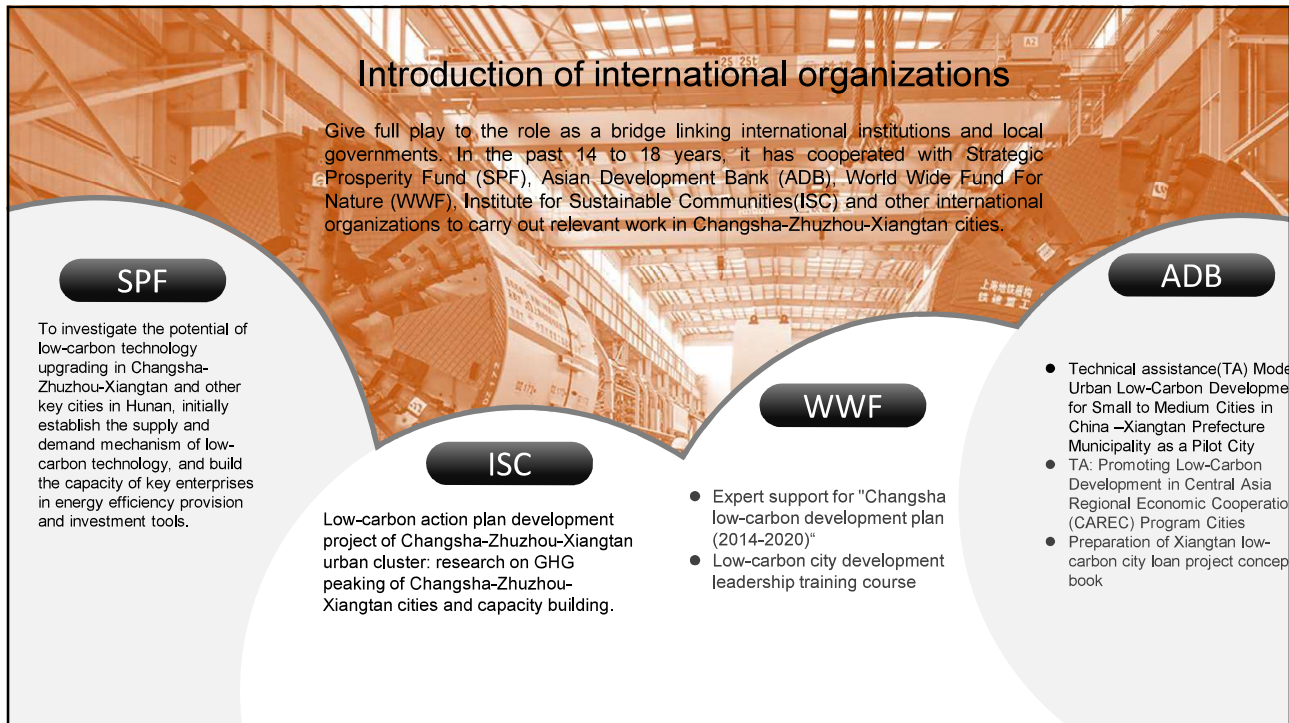 Introduction of international organizations
Give full play to the role as a bridge linking international institutions and local
governments. In the past 14 to 18 years, it has cooperated with Strategic
Prosperity Fund (SPF), Asian Development Bank (ADB), World Wide Fund For
Nature (WWF), Institute for Sustainable Communities(ISC) and other international
organizations to carry out relevant work in Changsha-Zhuzhou-Xiangtan cities.
SPF
To investigate the potential of
low-carbon technology
upgrading in Changsha-
Zhuzhou-Xiangtan and other
key cities in Hunan, initially
establish the supply and
demand mechanism of low-
carbon technology, and build
the capacity of key enterprises
in energy efficiency provision
and investment tools.
ISC
Low-carbon action plan development
project of Changsha-Zhuzhou-Xiangtan
urban cluster: research on GHG
peaking of Changsha-Zhuzhou-
Xiangtan cities and capacity building.
WWF
● Expert support for "Changsha
low-carbon development plan
(2014-2020)“
● Low-carbon city development
leadership training course
ADB
● Technical assistance(TA) Mode
Urban Low-Carbon Developme
for Small to Medium Cities in
China –Xiangtan Prefecture
Municipality as a Pilot City
● TA: Promoting Low-Carbon
Development in Central Asia
Regional Economic Cooperatio
(CAREC) Program Cities
● Preparation of Xiangtan low-
carbon city loan project concep
book
A2